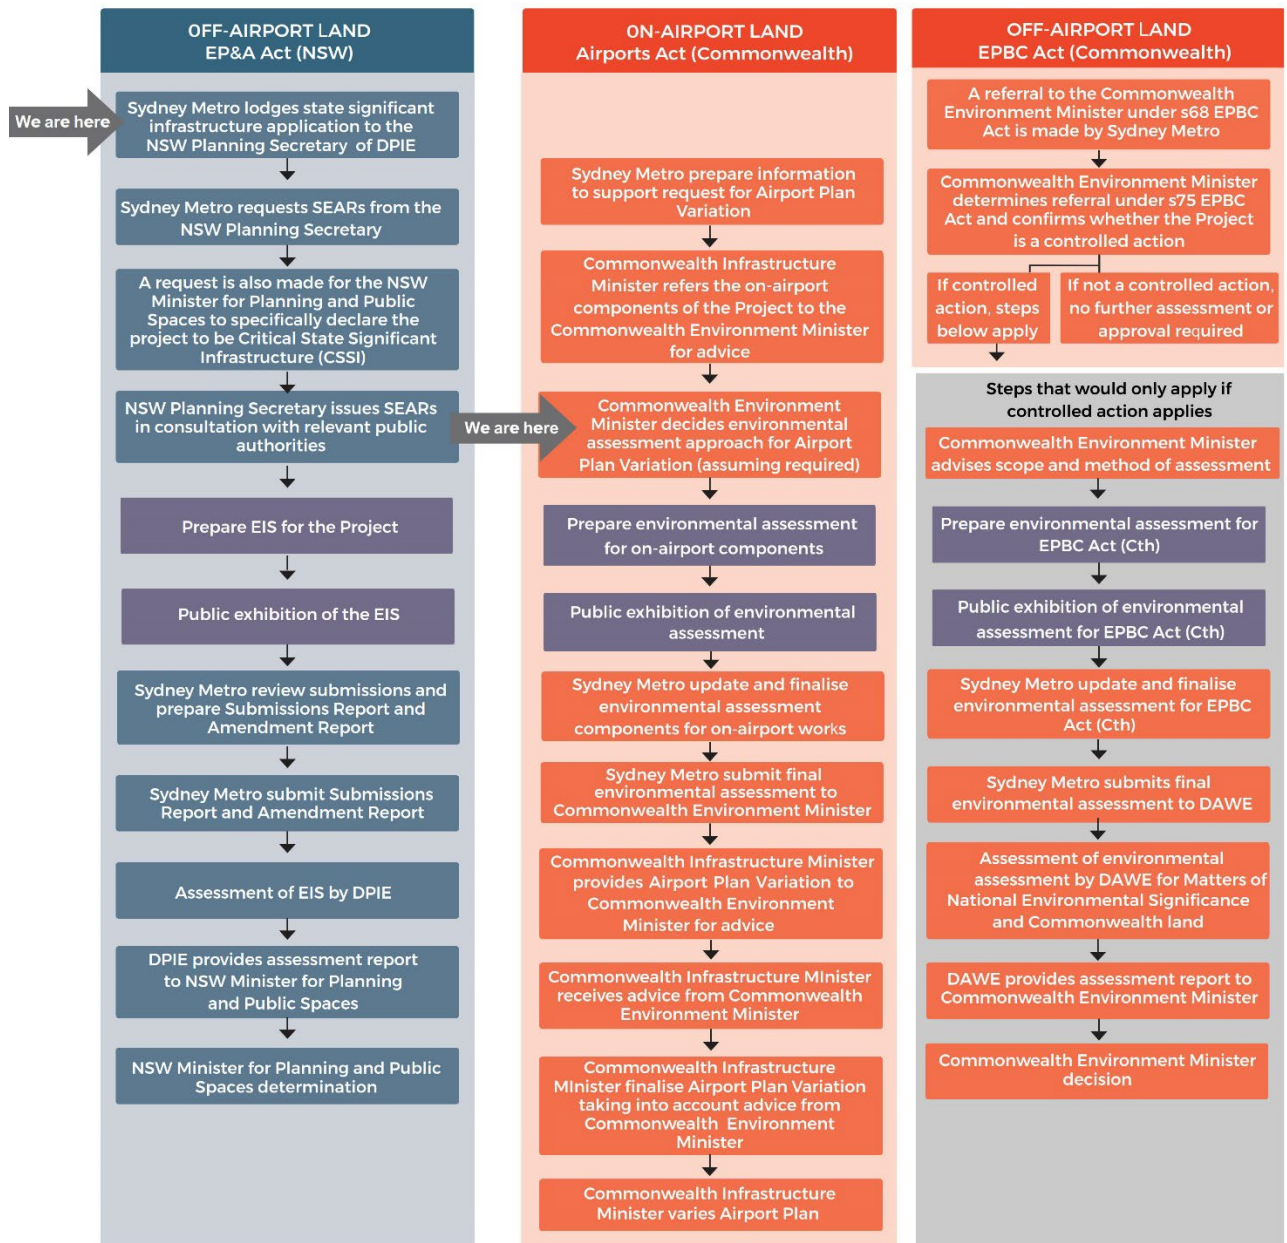 0FF-AIRPORT LAND
EP&A Act (NSW)
We are here
Sydney Metro lodges state significant
infrastructure application to the
NSW Planning Secretary of DPIE
Sydney Metro requests SEARs from the
NSW Planning Secretary
A request is also made for the NSW
Minister for Planning and Public
Spaces to specifically declare the
project to be Critical State Significant
Infrastructure (CSSI)
NSW Planning Secretary issues SEARs
in consultation with relevant public
authorities
Prepare EIS for the Project
Public exhibition of the EIS
Sydney Metro review submissions and
prepare Submissions Report and
Amendment Report
Sydney Metro submit Submissions
Report and Amendment Report
Assessment of EIS by DPIE
DPIE provides assessment report
to NSW Minister for Planning
and Public Spaces
NSW Minister for Planning and Public
Spaces determination
0N-AIRPORT LAND
Airports Act (Commonwealth)
Sydney Metro prepare information
to support request for Airport Plan
Variation
Commonwealth Infrastructure
Minister refers the on-airport
components of the Project to the
Commonwealth Environment Minister
for advice
We are here
Commonwealth Environment
Minister decides environmental
assessment approach for Airport
Plan Variation (assuming required)
Prepare environmental assessment
for on-airport components
Public exhibition of environmental
assessment
Sydney Metro update and finalise
environmental assessment
components for on-airport works
Sydney Metro submit final
environmental assessment to
Commonwealth Environment Minister
Commonwealth Infrastructure Minister
provides Airport Plan Variation to
Commonwealth Environment
Minister for advice
Commonwealth Infrastructure MInister
receives advice from Commonwealth
Environment Minister
Commonwealth Infrastructure
MInister finalise Airport Plan Variation
taking into account advice from
Commonwealth Environment
Minister
Commonwealth Infrastructure
Minister varies Airport Plan
OFF-AIRPORT LAND
EPBC Act (Commonwealth)
A referral to the Commonwealth
Environment Minister under s68 EPBC
Act is made by Sydney Metro
Commonwealth Environment Minister
determines referral under s75 EPBC
Act and confirms whether the Project
is a controlled action
If controlled
action, steps
below apply
If not a controlled action,
no further assessment or
approval required
Steps that would only apply if
controlled action applies
Commonwealth Environment Minister
advises scope and method of assessment
Prepare environmental assessment for
EPBC Act (Cth)
Public exhibition of environmental
assessment for EPBC Act (Cth)
Sydney Metro update and finalise
environmental assessment for EPBC
Act (Cth)
Sydney Metro submits final
environmental assessment to DAWE
Assessment of environmental
assessment by DAWE for Matters of
National Environmental Significance
and Commonwealth land
DAWE provides assessment report to
Commonwealth Environment Minister
Commonwealth Environment Minister
decision